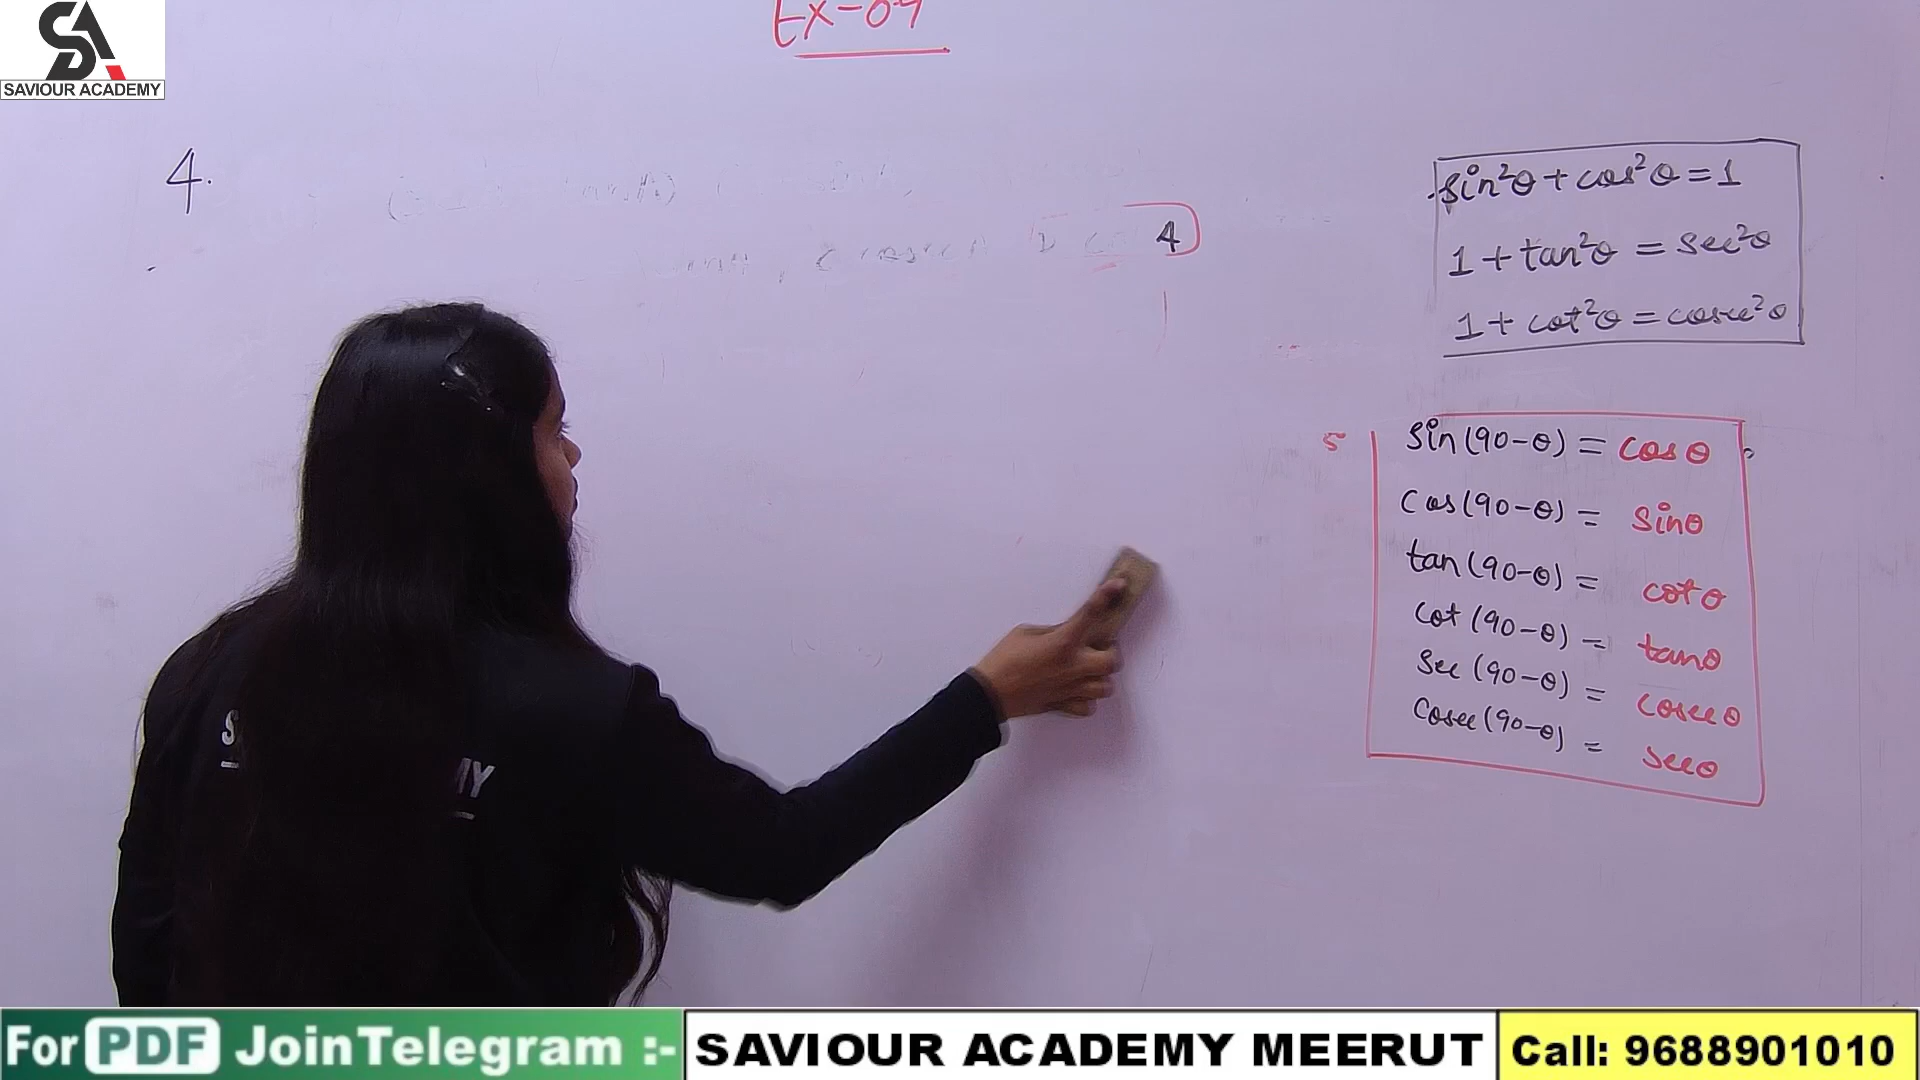 SA
SAVIOUR ACADEMY
Ex-04
4.
4
sin²θ + cos²θ = 1
1 + tan²θ = sec²θ
1 + cot²θ = cosec²θ
5
sin(90-θ) = cosθ
cos(90-θ) = sinθ
tan(90-θ) = cotθ
cot(90-θ) = tanθ
sec(90-θ) = cosecθ
cosec(90-θ) = secθ
S
MY
For PDF JoinTelegram :- SAVIOUR ACADEMY MEERUT Call: 9688901010